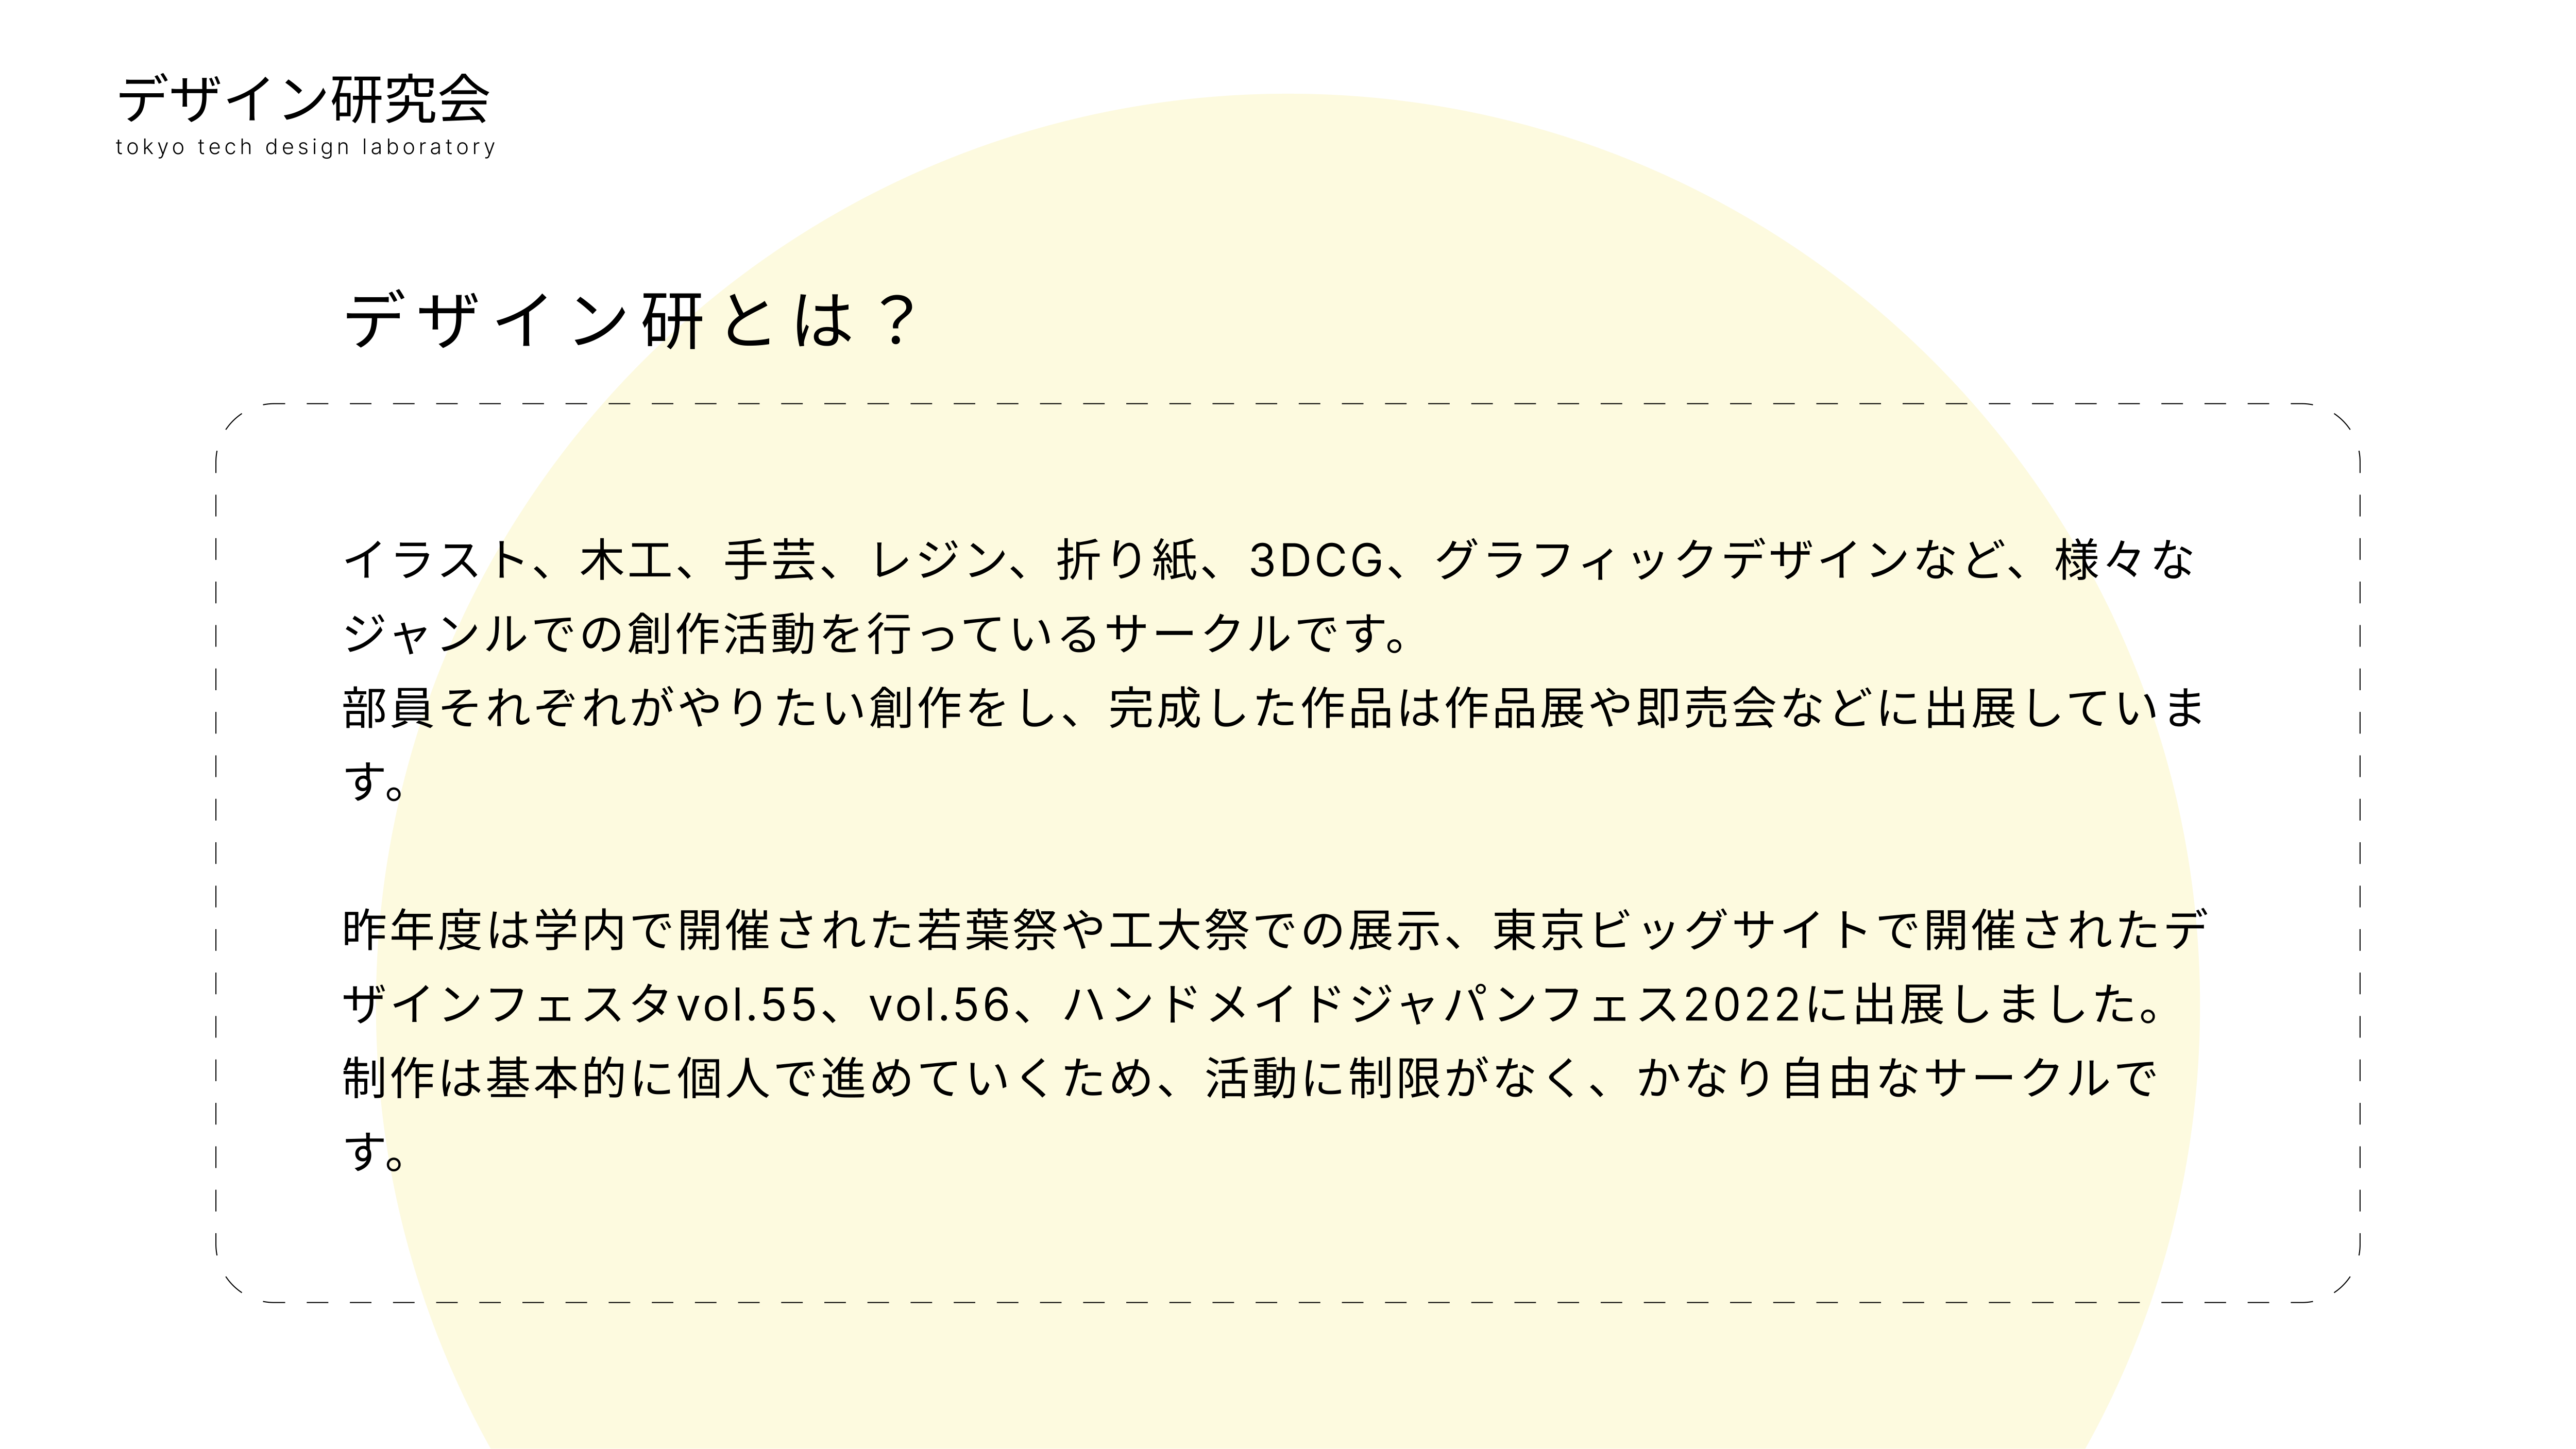 デザイン研究会
tokyo tech design laboratory
デザイン研とは？
イラスト、木工、手芸、レジン、折り紙、3DCG、グラフィックデザインなど、様々な
ジャンルでの創作活動を行っているサークルです。
部員それぞれがやりたい創作をし、完成した作品は作品展や即売会などに出展していま
す。
昨年度は学内で開催された若葉祭や工大祭での展示、東京ビッグサイトで開催されたデ
ザインフェスタvol.55、vol.56、ハンドメイドジャパンフェス2022に出展しました。
制作は基本的に個人で進めていくため、活動に制限がなく、かなり自由なサークルで
す。